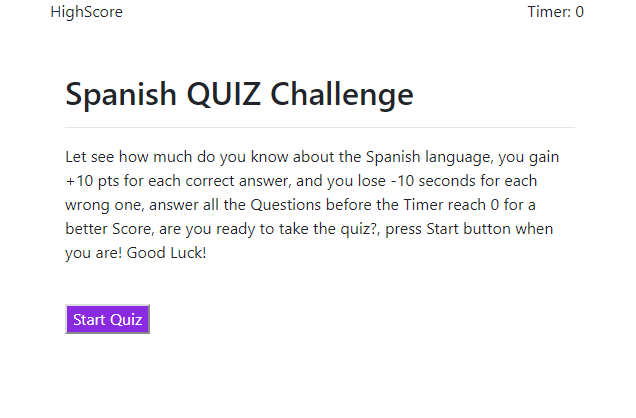 HighScore Timer: 0
Spanish QUIZ Challenge
Let see how much do you know about the Spanish language, you gain
+10 pts for each correct answer, and you lose -10 seconds for each
wrong one, answer all the Questions before the Timer reach 0 for a
better Score, are you ready to take the quiz?, press Start button when
you are! Good Luck!
Start Quiz